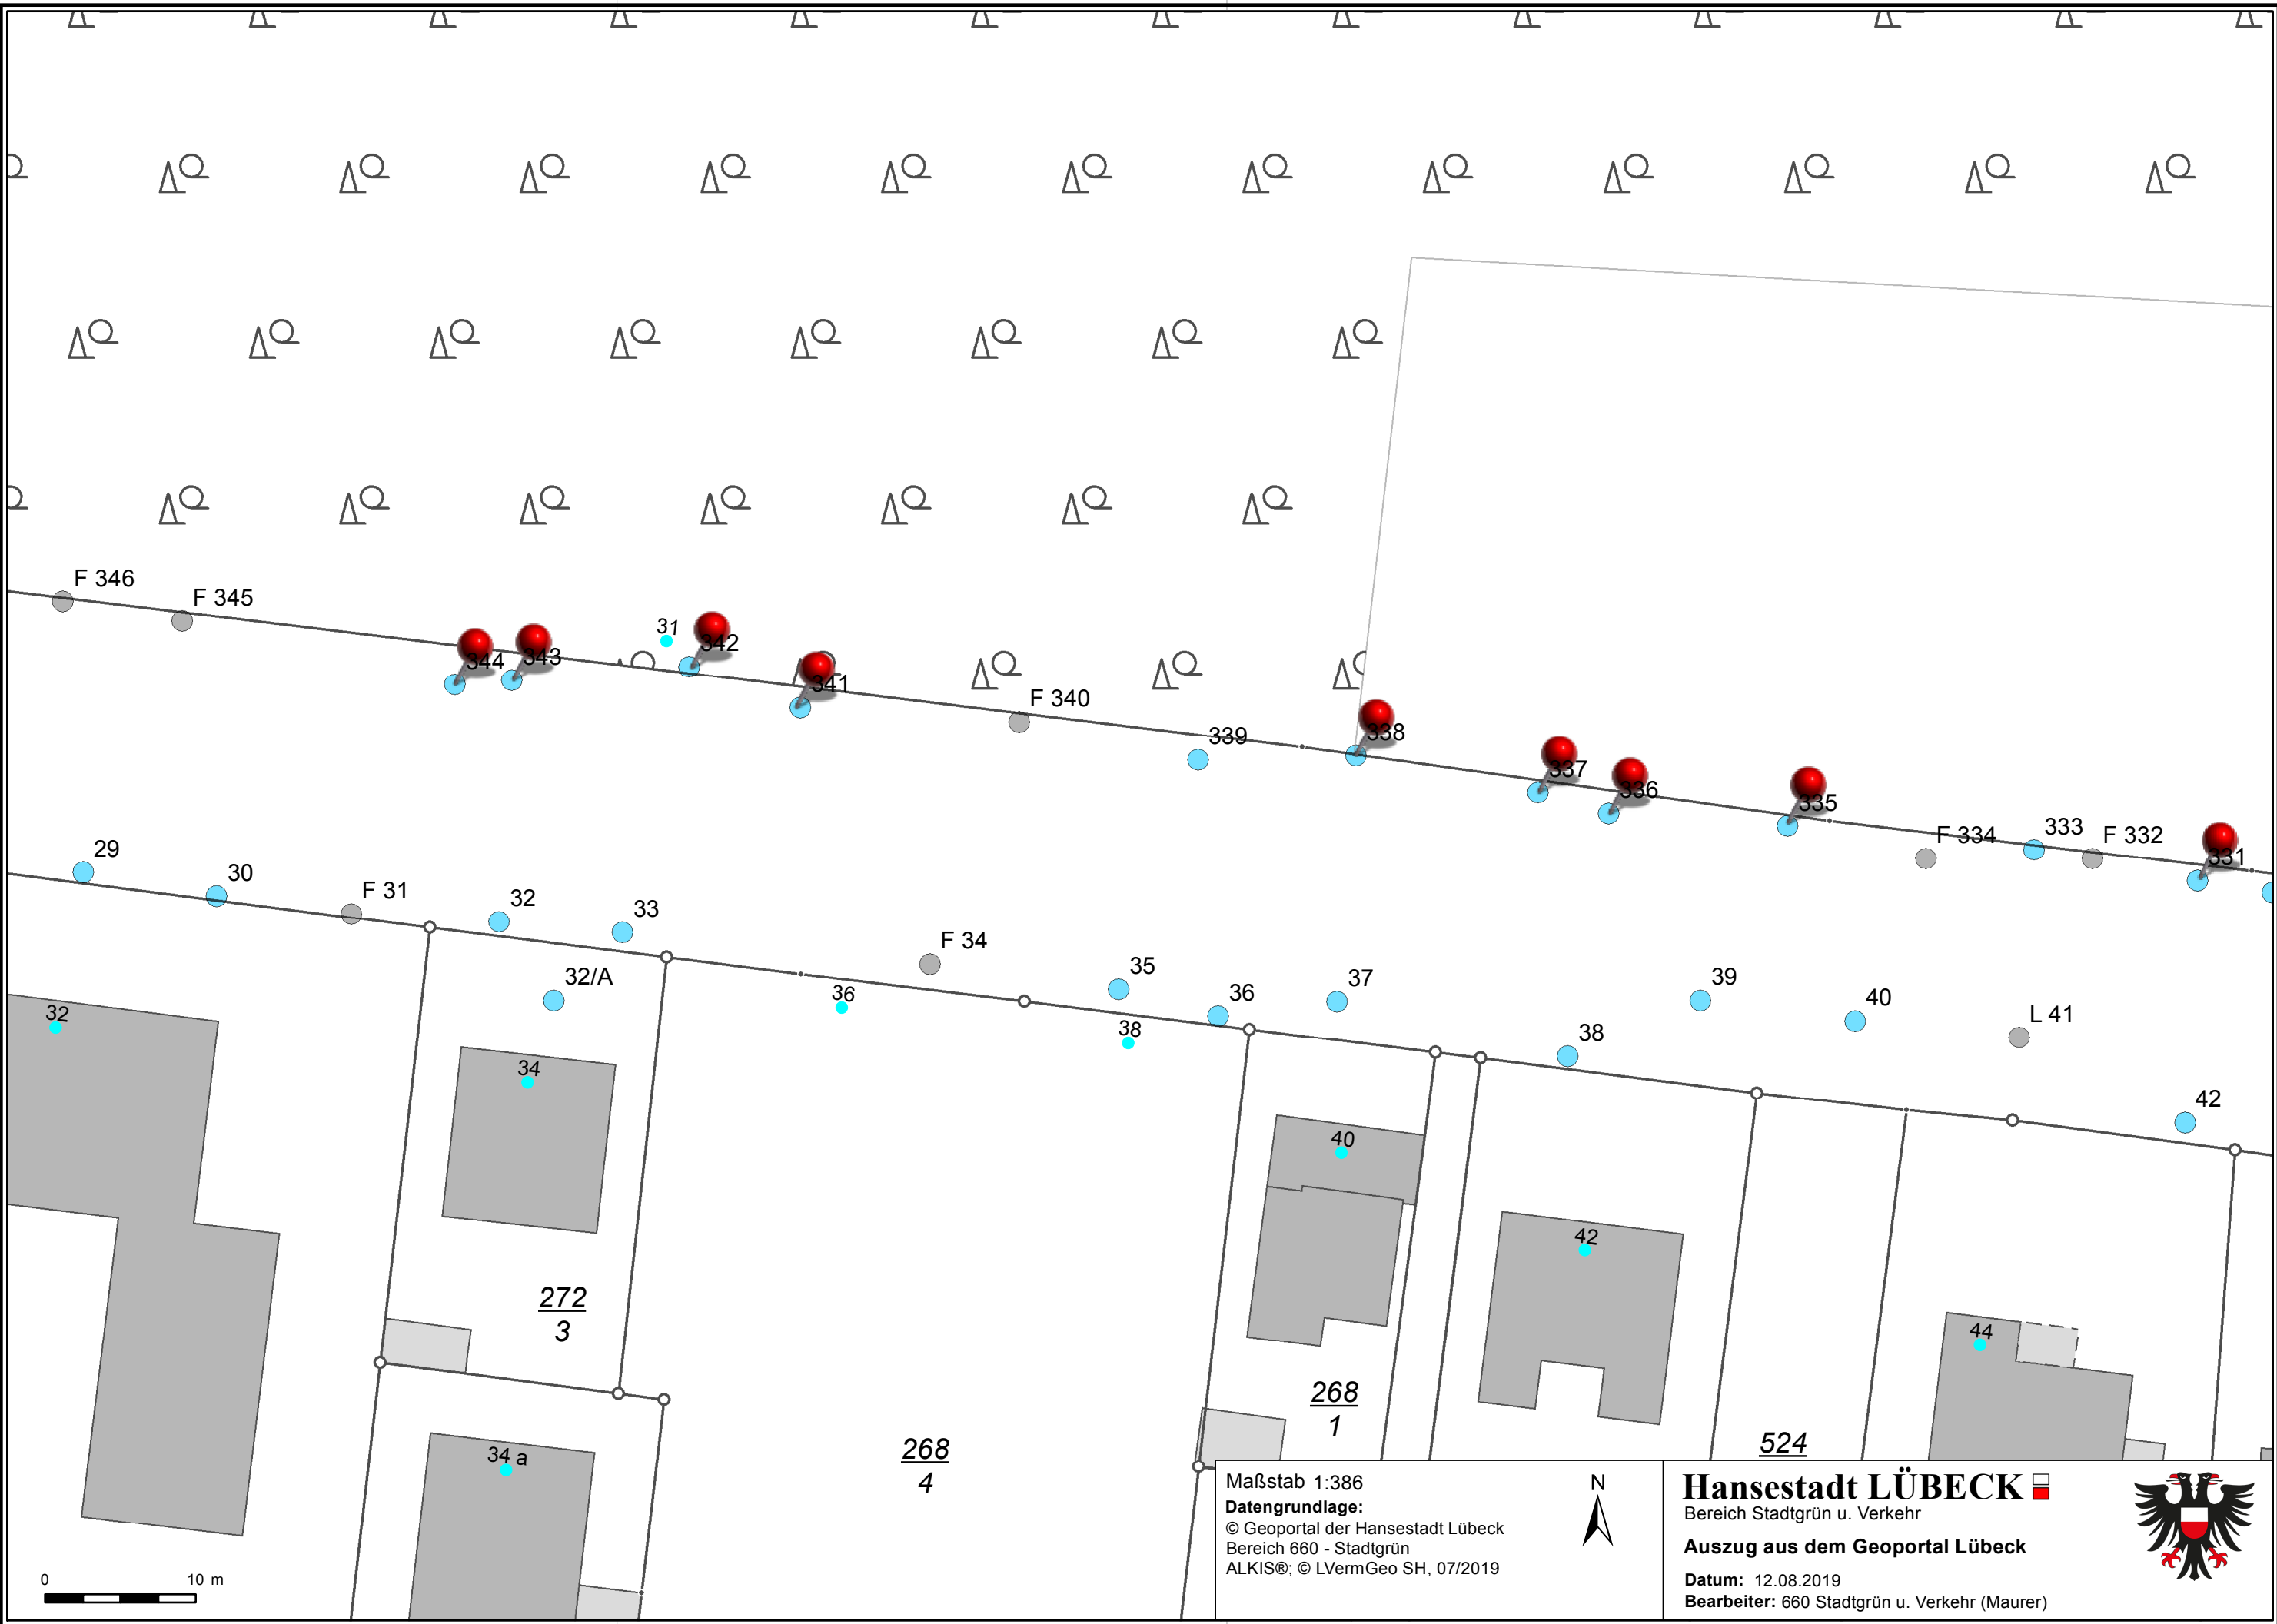 F 346
F 345
31
342
344
343
341
F 340
339
338
337
336
335
F 334
333
F 332
331
29
30
F 31
32
33
32/A
F 34
35
36
37
38
39
40
L 41
42
32
34
36
38
40
42
44
272
3
34 a
268
4
268
1
524
0 10 m
Maßstab 1:386
Datengrundlage:
© Geoportal der Hansestadt Lübeck
Bereich 660 - Stadtgrün
ALKIS®; © LVermGeo SH, 07/2019
N
Hansestadt LÜBECK
Bereich Stadtgrün u. Verkehr
Auszug aus dem Geoportal Lübeck
Datum: 12.08.2019
Bearbeiter: 660 Stadtgrün u. Verkehr (Maurer)